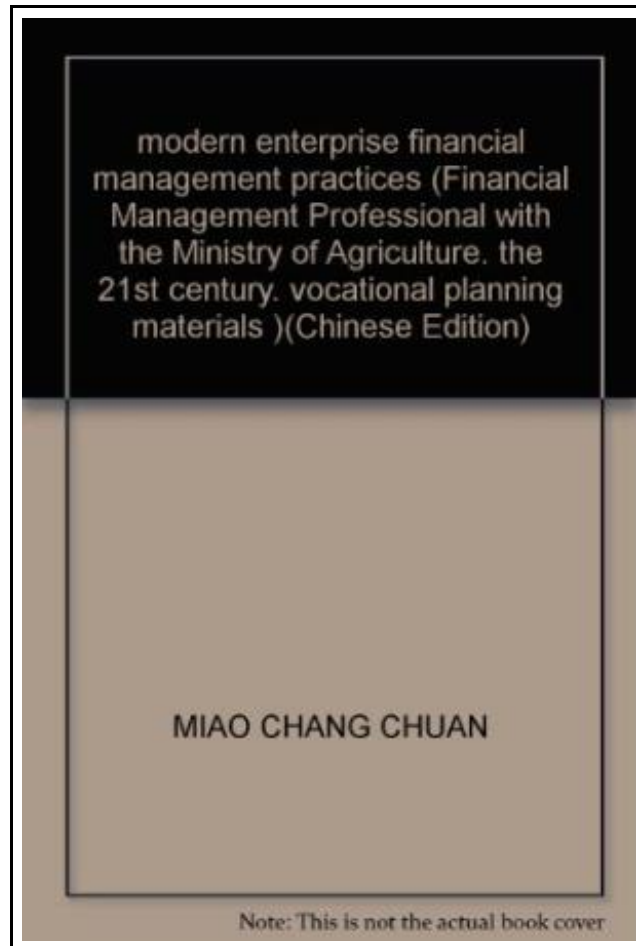 modern enterprise financial
management practices (Financial
Management Professional with
the Ministry of Agriculture. the
21st century. vocational planning
materials )(Chinese Edition)
MIAO CHANG CHUAN
Note: This is not the actual book cover